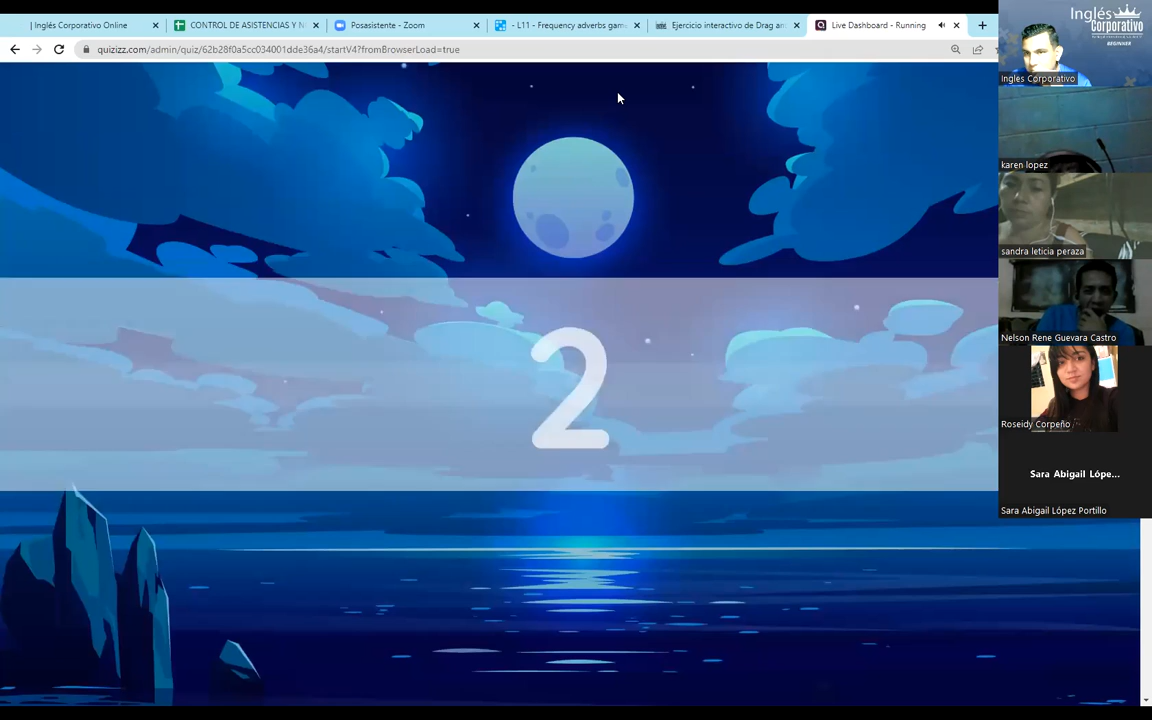 | Inglés Corporativo Online
CONTROL DE ASISTENCIAS Y N
Posasistente - Zoom
- L11 - Frequency adverbs gam
Ejercicio interactivo de Drag an
Live Dashboard - Running
quizizz.com/admin/quiz/62b28f0a5cc034001dde36a4/startV4?fromBrowserLoad=true
2
Inglés
Corporativo
BEGINNER
Ingles Corporativo
karen lopez
sandra leticia peraza
Nelson Rene Guevara Castro
Roseidy Corpeño
Sara Abigail Lópe...
Sara Abigail López Portillo